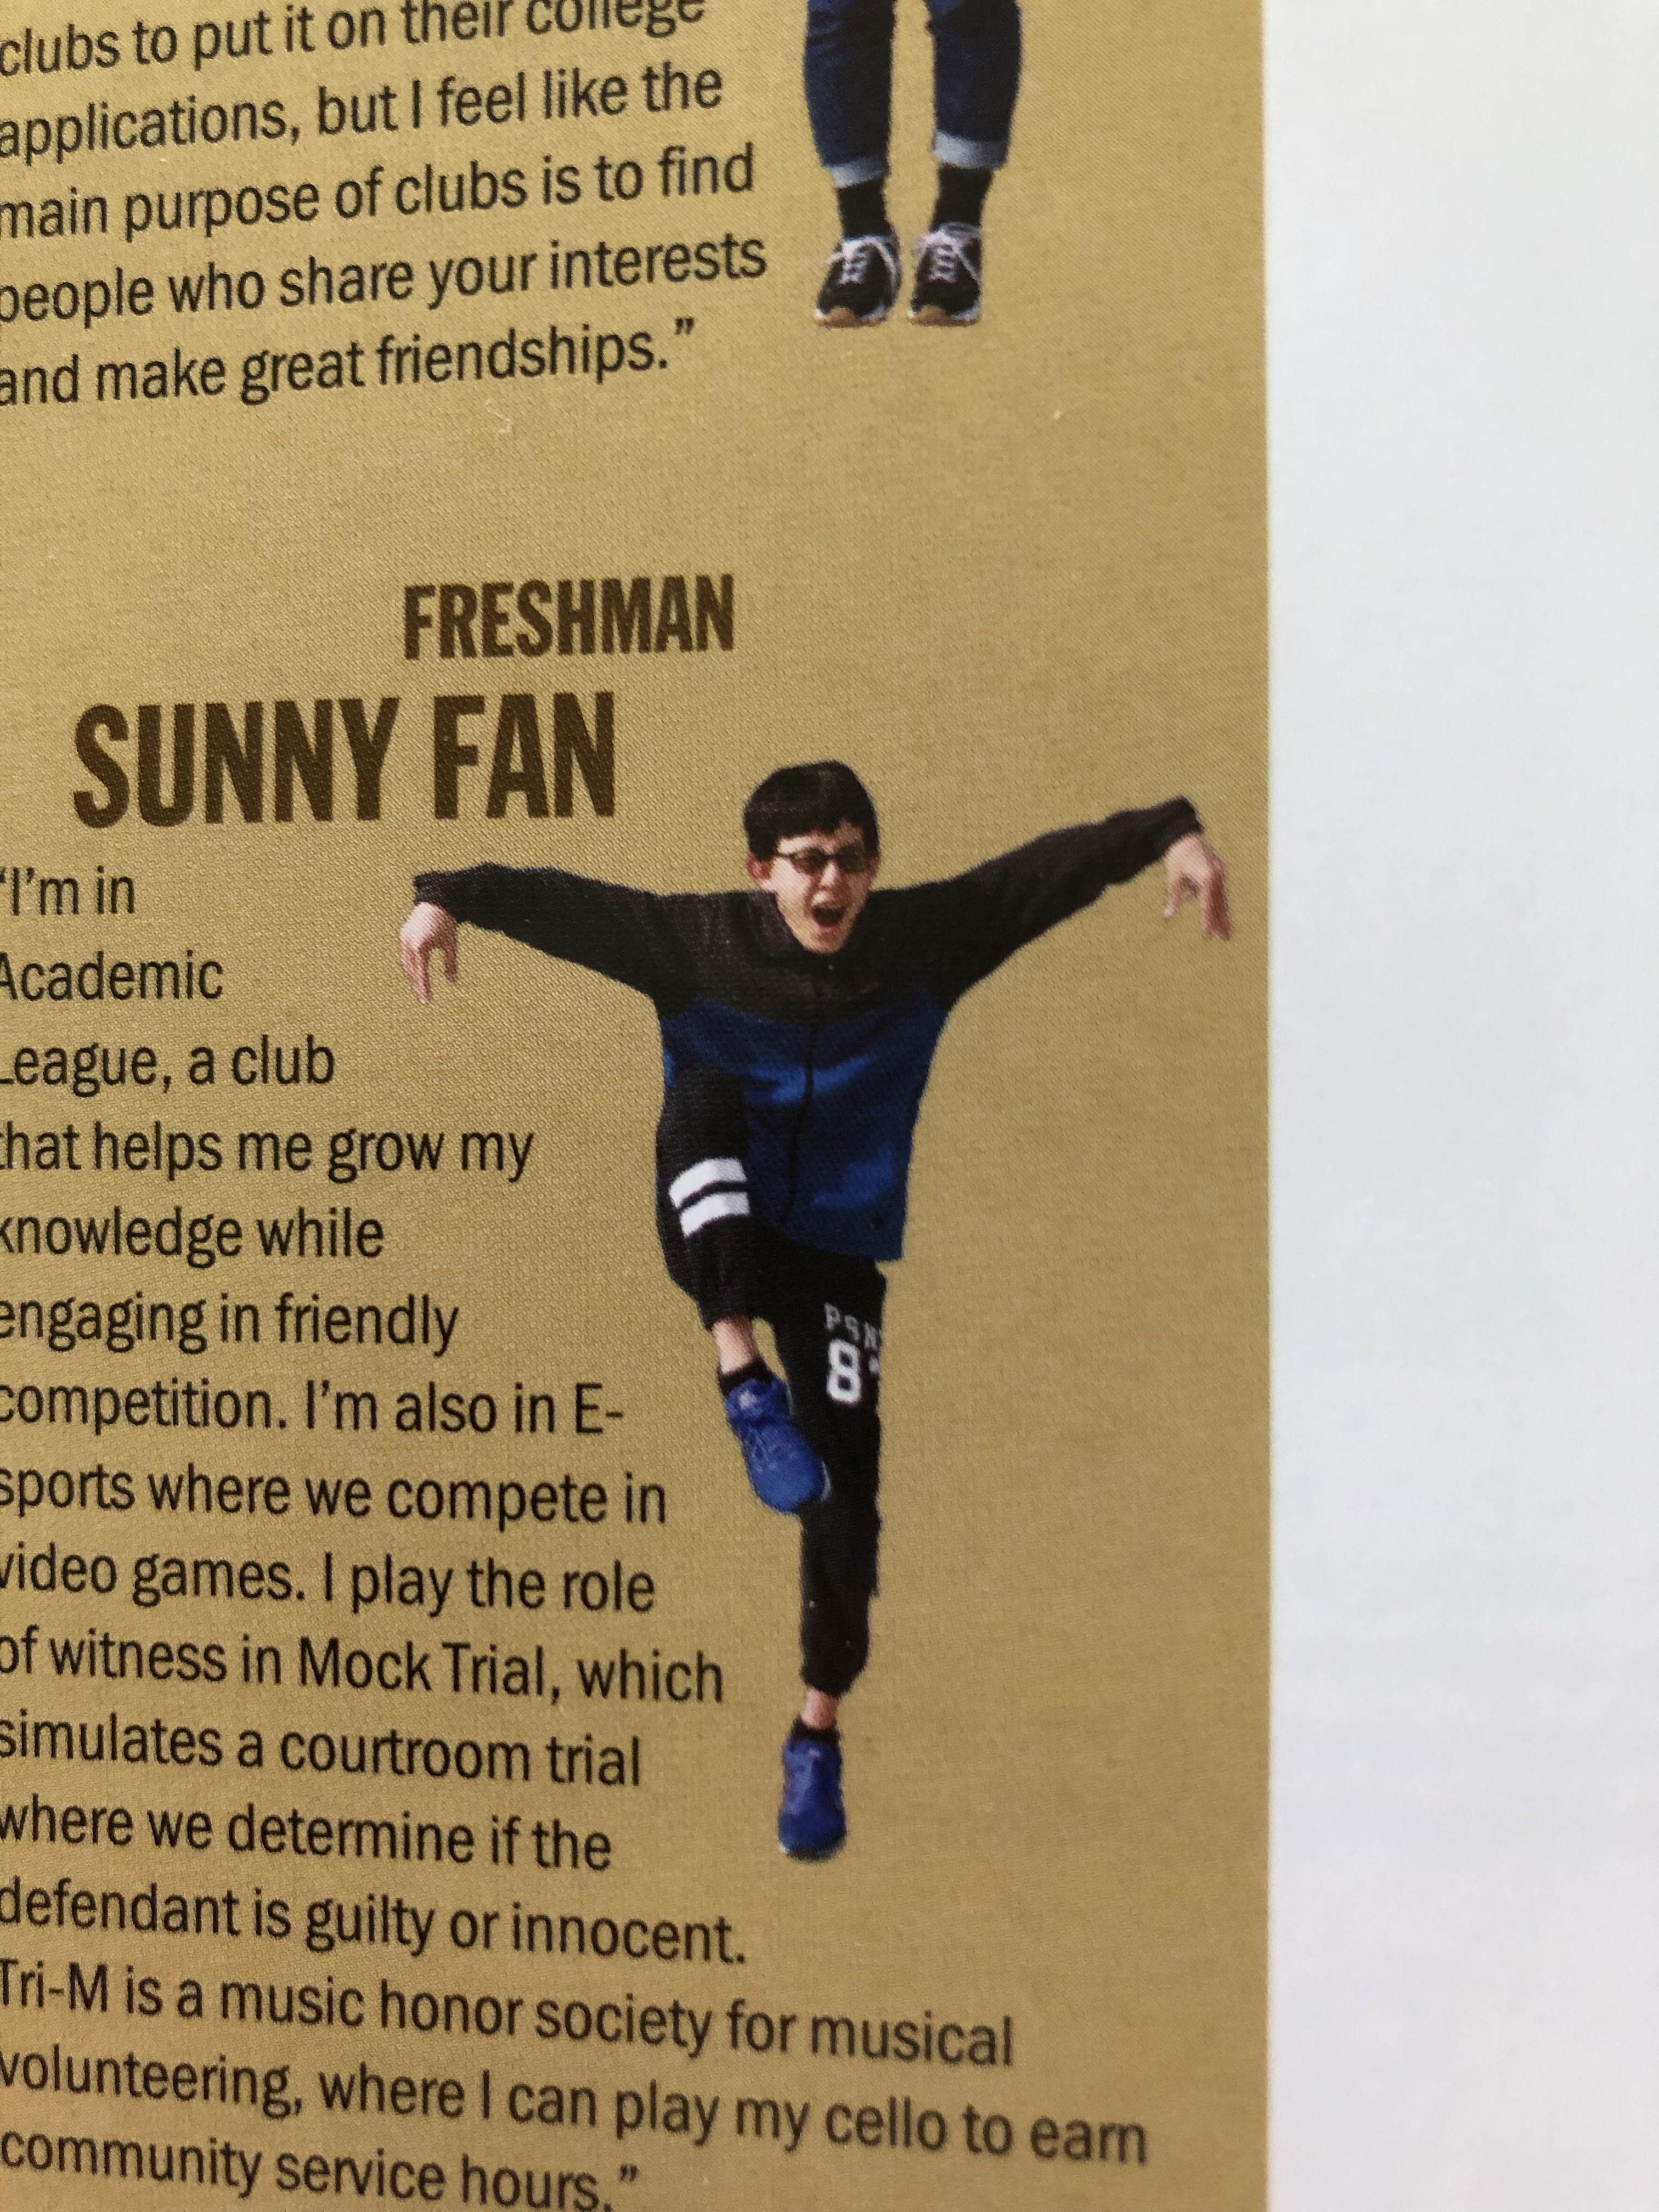 clubs to put it on their college
applications, but I feel like the
main purpose of clubs is to find
people who share your interests
and make great friendships.”
FRESHMAN
SUNNY FAN
“I’m in
Academic
League, a club
that helps me grow my
knowledge while
engaging in friendly
competition. I’m also in E-
sports where we compete in
video games. I play the role
of witness in Mock Trial, which
simulates a courtroom trial
where we determine if the
defendant is guilty or innocent.
Tri-M is a music honor society for musical
volunteering, where I can play my cello to earn
community service hours.”